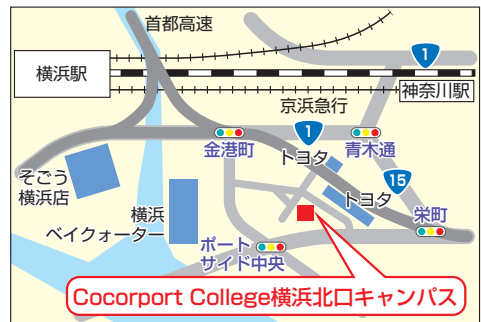 首都高速
1
横浜駅
神奈川駅
京浜急行
1
金港町
青木通
トヨタ
15
そごう
横浜店
トヨタ
横浜
ベイクォーター
栄町
ポート
サイド中央
Cocorport College横浜北口キャンパス